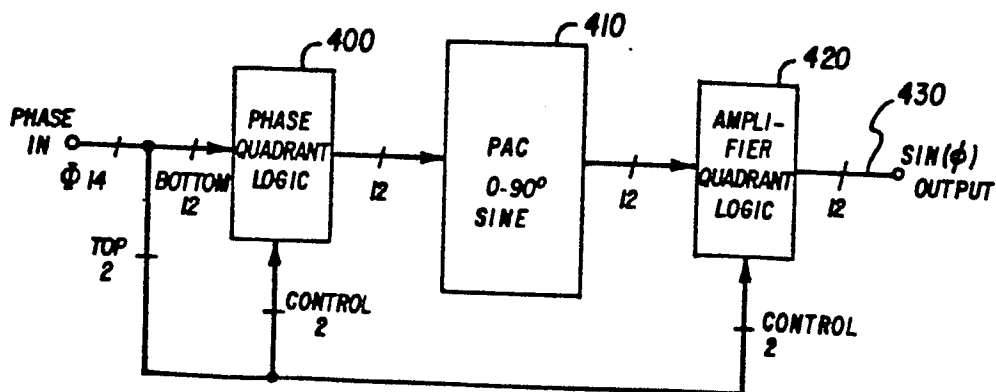 400
410
420
430
PHASE
IN
Φ 14
BOTTOM
12
PHASE
QUADRANT
LOGIC
12
PAC
0-90°
SINE
12
AMPLI-
FIER
QUADRANT
LOGIC
12
SIN(ϕ)
OUTPUT
TOP
2
CONTROL
2
CONTROL
2